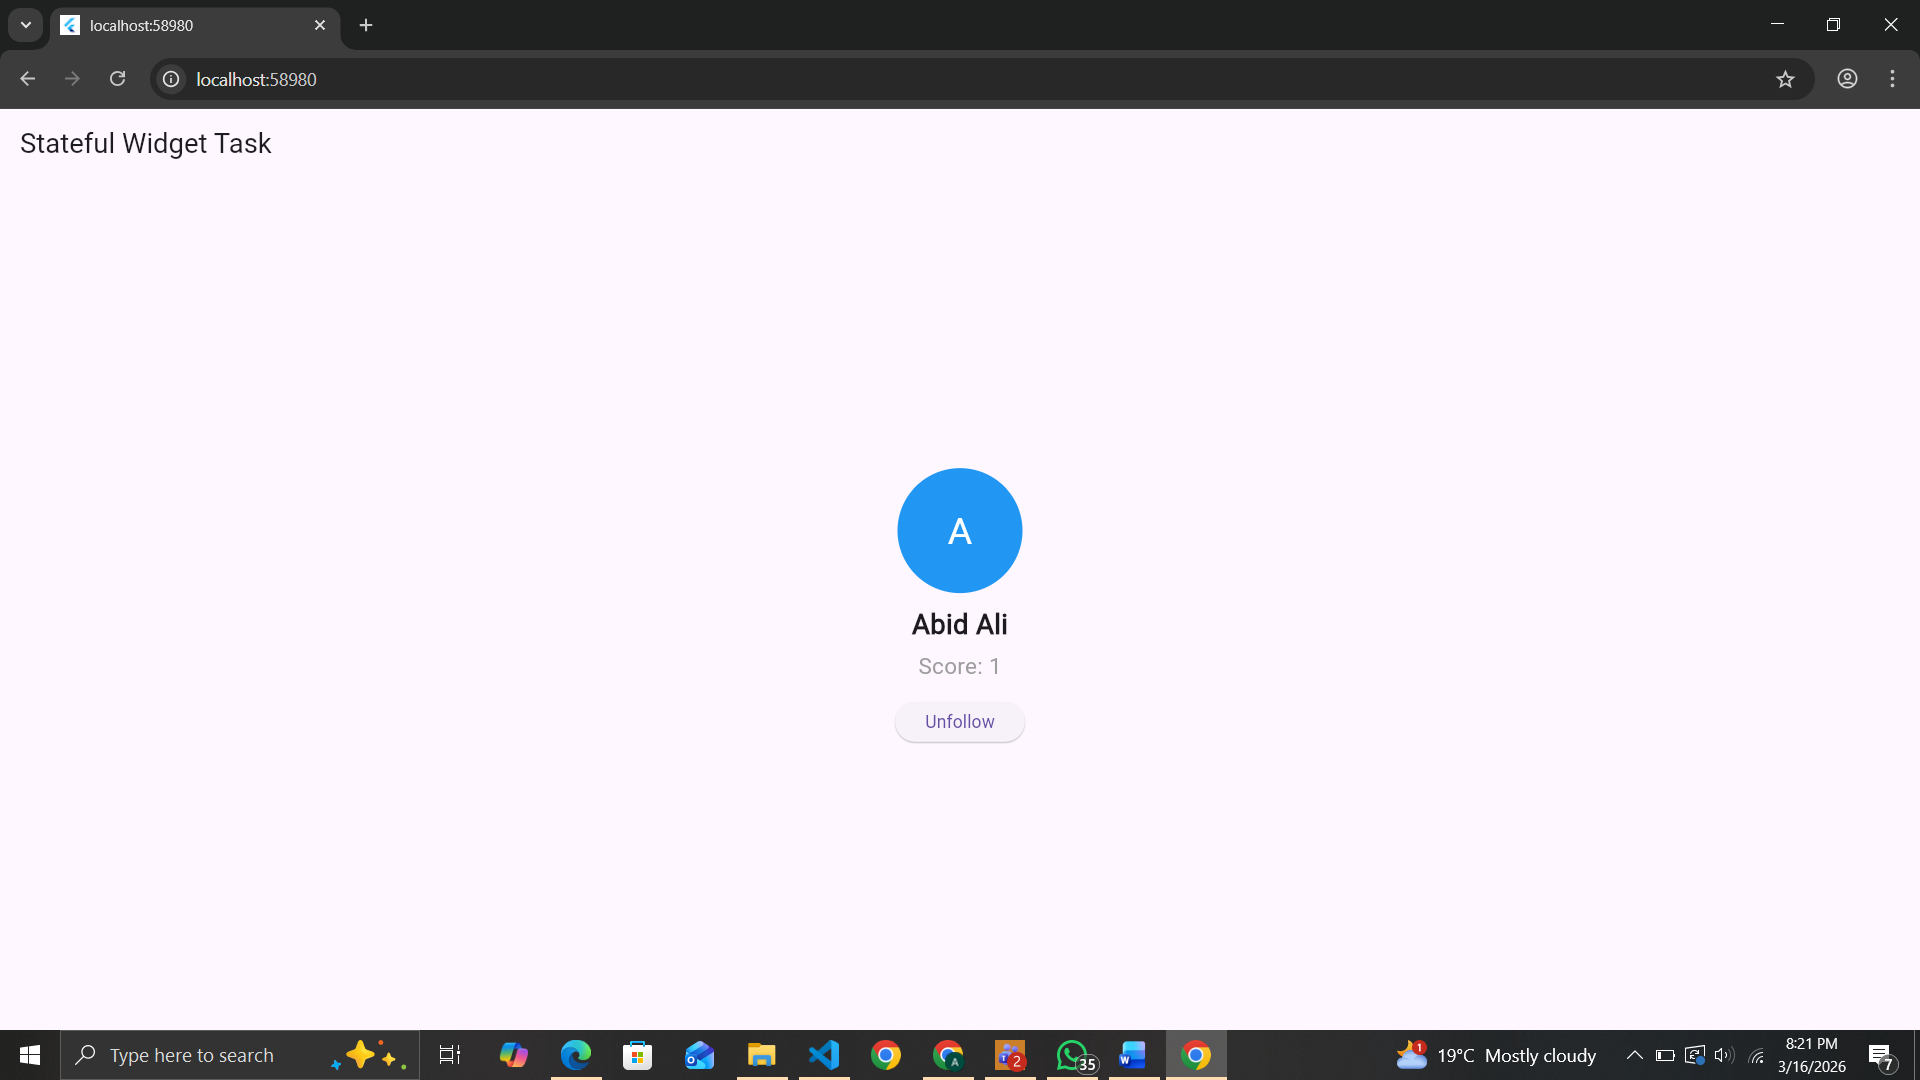 localhost:58980
localhost:58980
Stateful Widget Task
A
Abid Ali
Score: 1
Unfollow
Type here to search
A
2
35
1
19°C Mostly cloudy
8:21 PM
3/16/2026
7